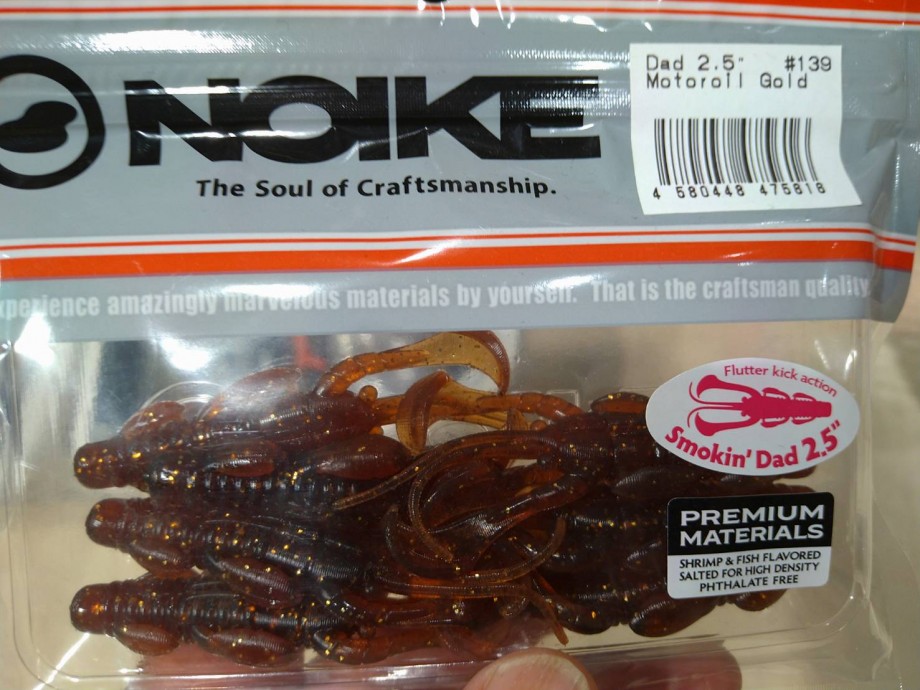 Dad 2.5" #139
Motoroil Gold
4 580448 475818
NOIKE
The Soul of Craftsmanship.
xperience amazingly marvelous materials by yourself. That is the craftsman quality.
Flutter kick action
Smokin' Dad 2.5"
PREMIUM
MATERIALS
SHRIMP & FISH FLAVORED
SALTED FOR HIGH DENSITY
PHTHALATE FREE